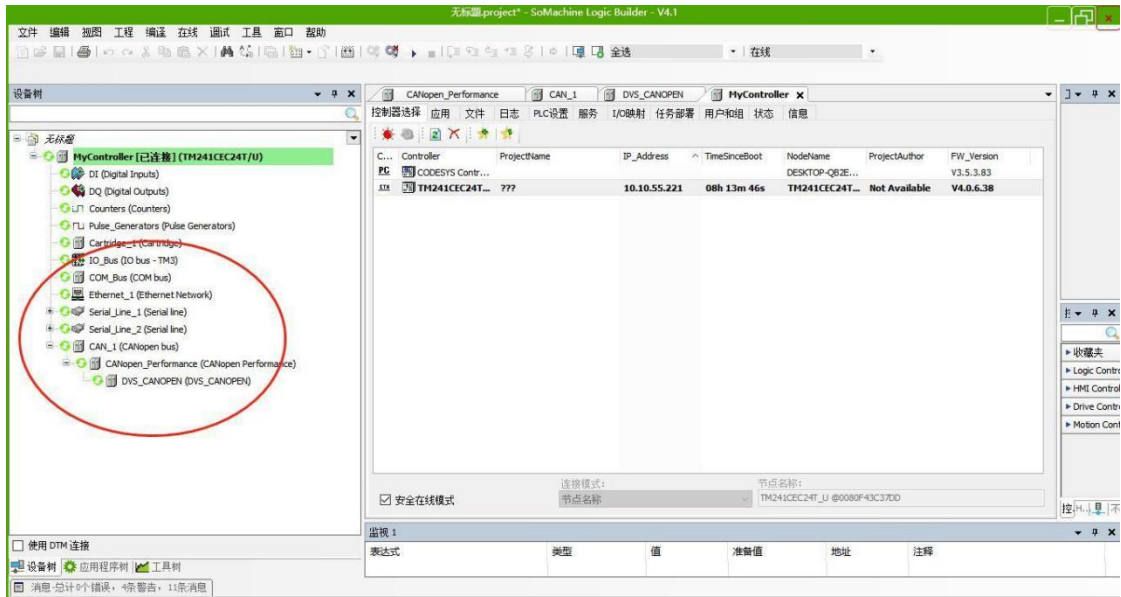 无标题.project* - SoMachine Logic Builder - V4.1
文件 编辑 视图 工程 编译 在线 调试 工具 窗口 帮助
全选 在线
设备树
CANopen_Performance CAN_1 DVS_CANOPEN MyController
控制器选择 应用 文件 日志 PLC设置 服务 I/O映射 任务部署 用户和组 状态 信息
无标题
MyController [已连接] (TM241CEC24T/U)
DI (Digital Inputs)
DQ (Digital Outputs)
Counters (Counters)
Pulse_Generators (Pulse Generators)
Cartridge_1 (Cartridge)
IO_Bus (IO bus - TM3)
COM_Bus (COM bus)
Ethernet_1 (Ethernet Network)
Serial_Line_1 (Serial line)
Serial_Line_2 (Serial line)
CAN_1 (CANopen bus)
CANopen_Performance (CANopen Performance)
DVS_CANOPEN (DVS_CANOPEN)
C... Controller ProjectName IP_Address TimeSinceBoot NodeName ProjectAuthor FW_Version
PC CODESYS Contr... DESKTOP-QB2E... V3.5.3.83
TM241CEC24T... ??? 10.10.55.221 08h 13m 46s TM241CEC24T... Not Available V4.0.6.38
连接模式: 节点名称:
安全在线模式 节点名称 TM241CEC24T_U @0080F43C37DD
收藏夹
Logic Contro
HMI Control
Drive Contr
Motion Cont
控 H... 不
监视 1
表达式 类型 值 准备值 地址 注释
使用 DTM 连接
设备树 应用程序树 工具树
消息-总计0个错误，4条警告，11条消息